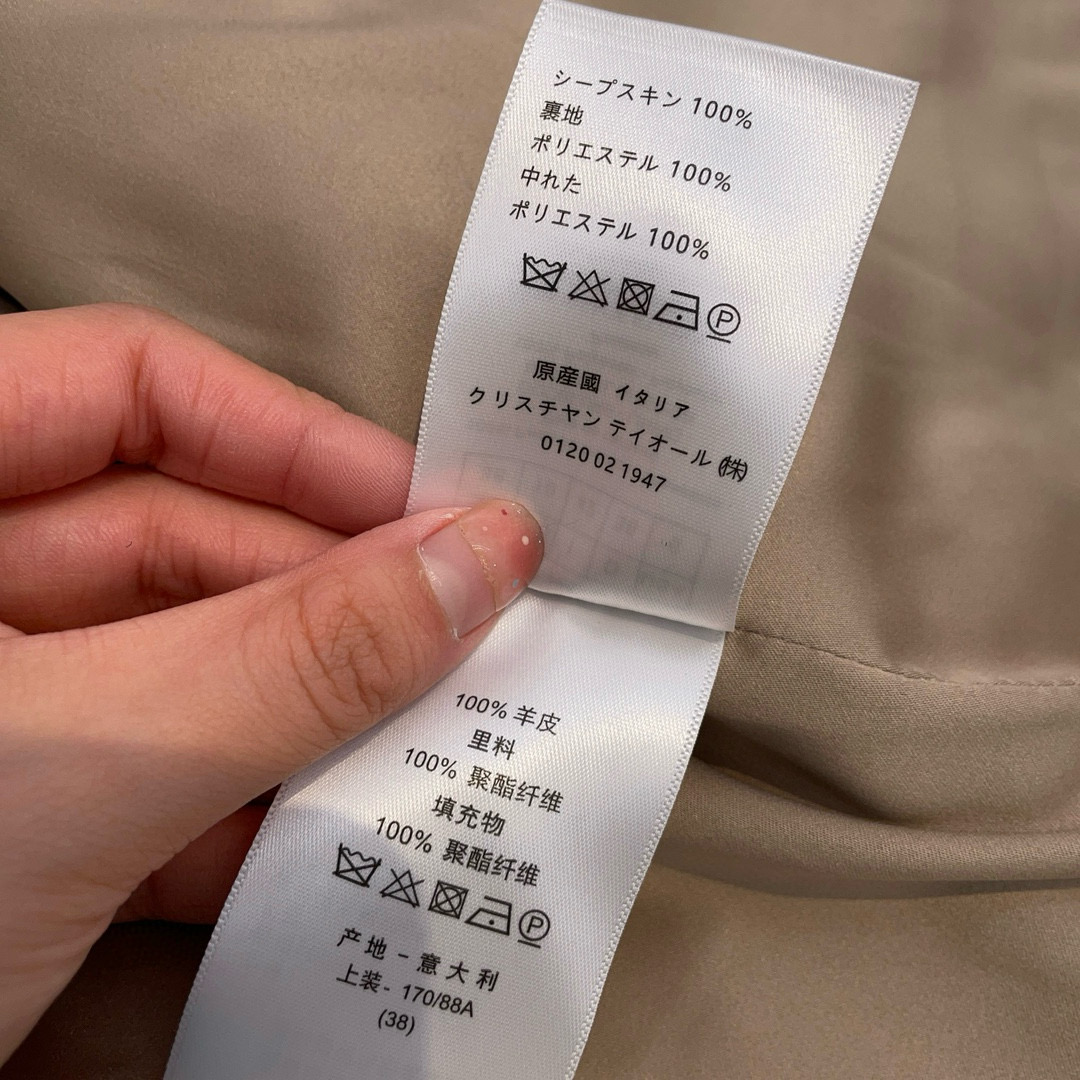 シープスキン 100%
裏地
ポリエステル 100%
中れた
ポリエステル 100%
P
原産國 イタリア
クリスチヤン テイオール (株)
0120 02 1947
100% 羊皮
里料
100% 聚酯纤维
填充物
100% 聚酯纤维
P
产地 - 意大利
上装- 170/88A
(38)